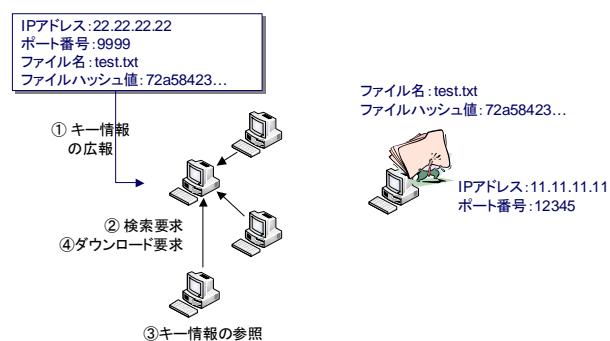 IPアドレス:22.22.22.22
ポート番号:9999
ファイル名:test.txt
ファイルハッシュ値:72a58423…
① キー情報
の広報
② 検索要求
④ダウンロード要求
③キー情報の参照
ファイル名:test.txt
ファイルハッシュ値:72a58423…
IPアドレス:11.11.11.11
ポート番号:12345